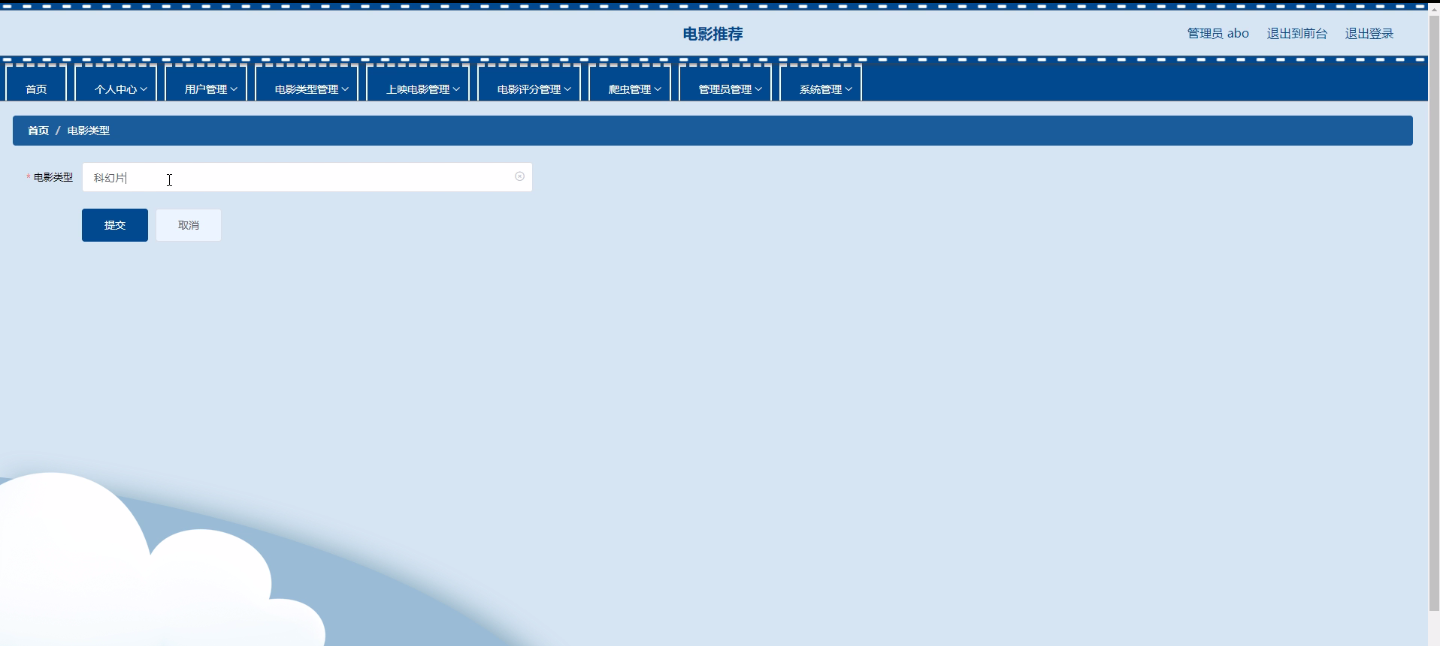 电影推荐
管理员 abo 退出到前台 退出登录
首页 个人中心 用户管理 电影类型管理 上映电影管理 电影评分管理 爬虫管理 管理员管理 系统管理
首页 / 电影类型
* 电影类型 科幻片
提交 取消